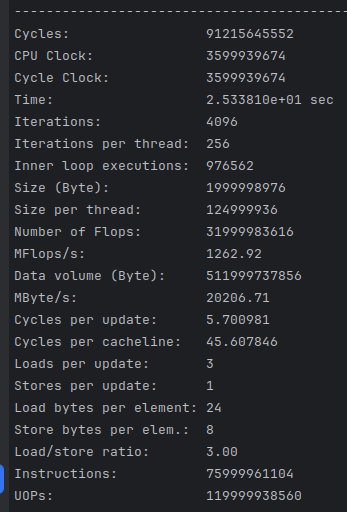 --------------------------------------------
Cycles: 91215645552
CPU Clock: 3599939674
Cycle Clock: 3599939674
Time: 2.533810e+01 sec
Iterations: 4096
Iterations per thread: 256
Inner loop executions: 976562
Size (Byte): 1999998976
Size per thread: 124999936
Number of Flops: 31999983616
MFlops/s: 1262.92
Data volume (Byte): 511999737856
MByte/s: 20206.71
Cycles per update: 5.700981
Cycles per cacheline: 45.607846
Loads per update: 3
Stores per update: 1
Load bytes per element: 24
Store bytes per elem.: 8
Load/store ratio: 3.00
Instructions: 75999961104
UOPs: 119999938560